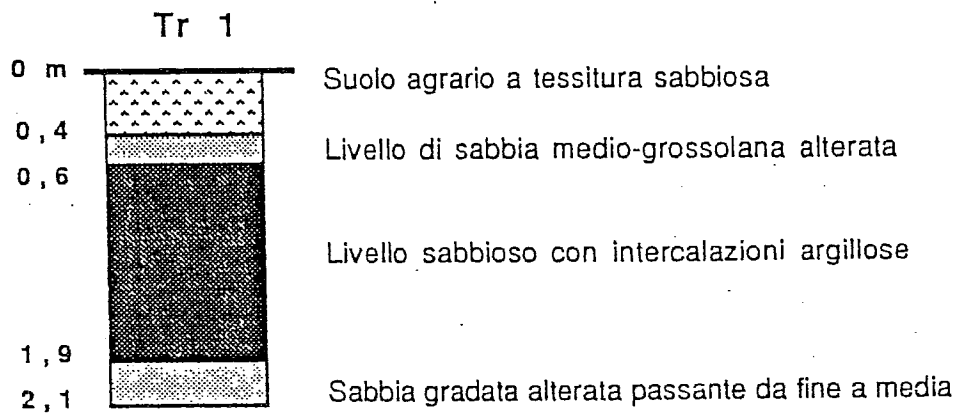 Tr 1
0 m
Suolo agrario a tessitura sabbiosa
0,4
Livello di sabbia medio-grossolana alterata
0,6
Livello sabbioso con intercalazioni argillose
1,9
2,1
Sabbia gradata alterata passante da fine a media